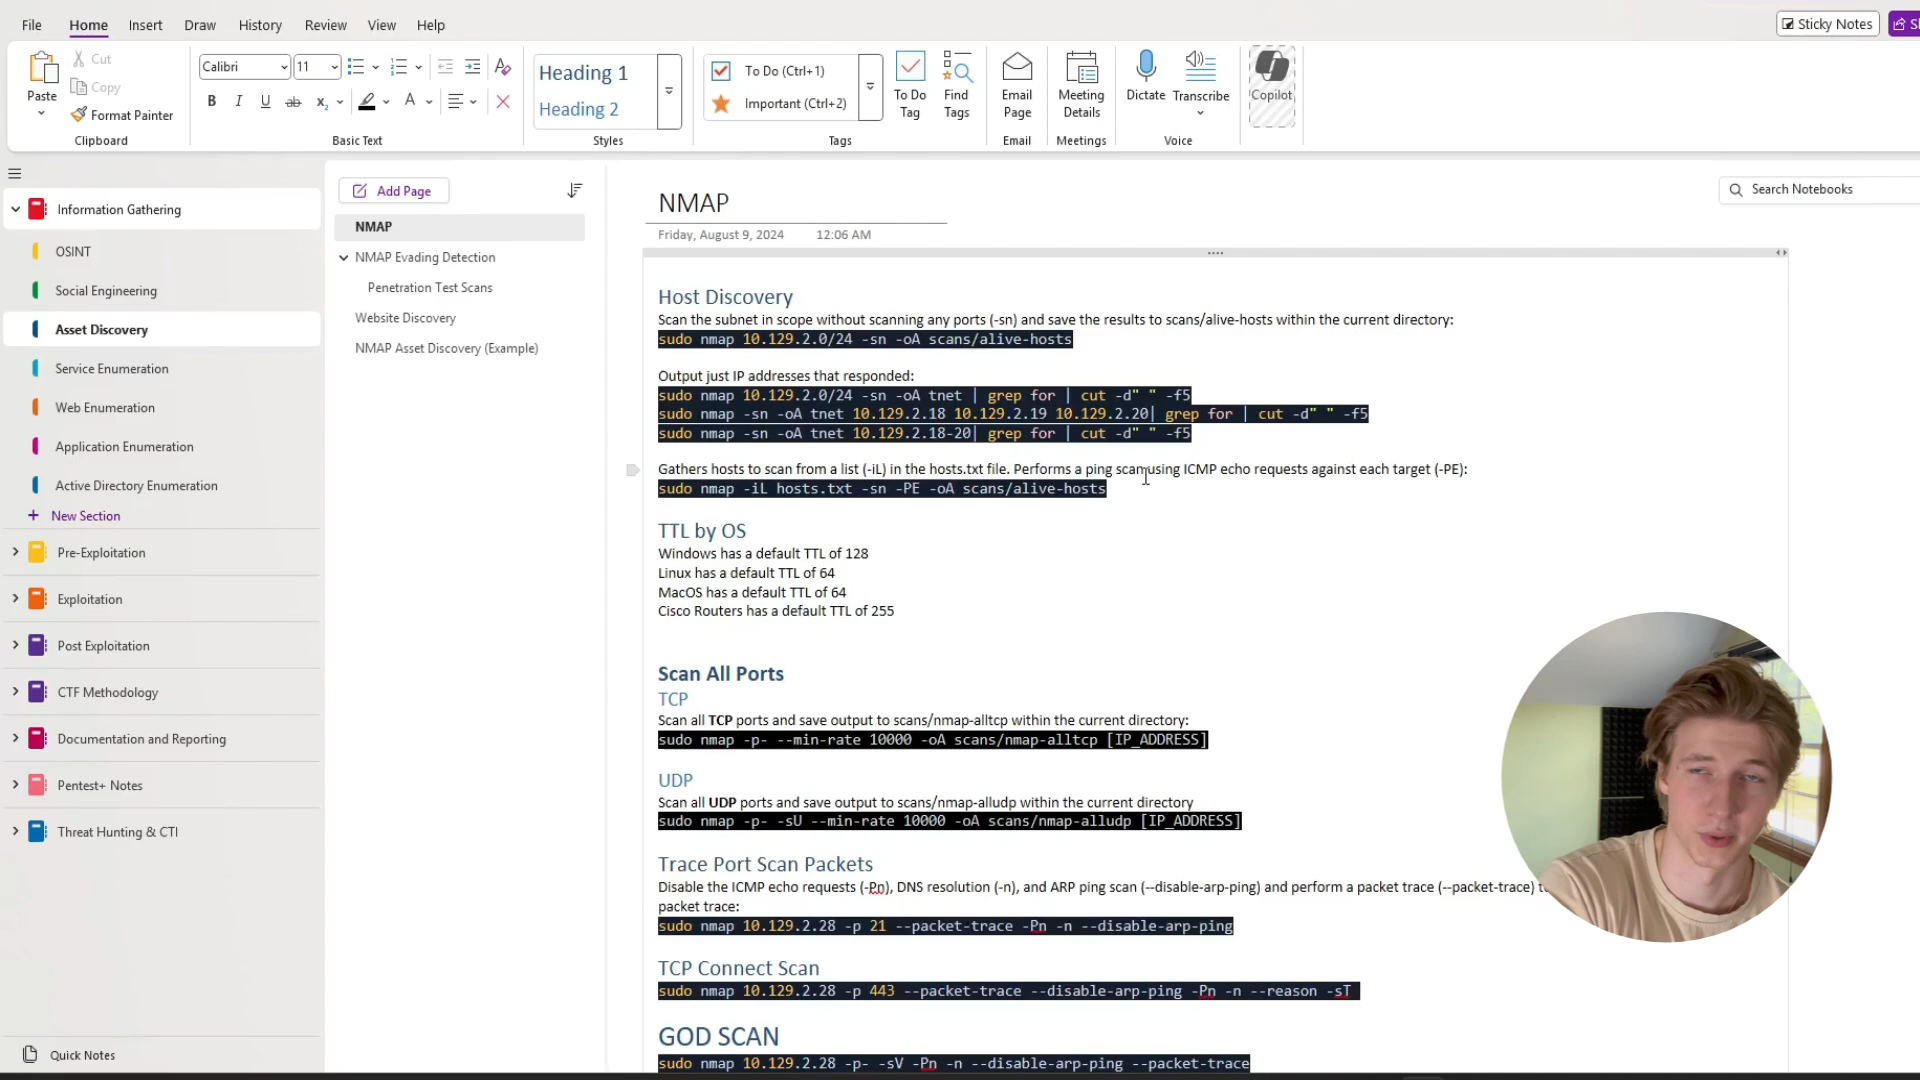 File Home Insert Draw History Review View Help
Sticky Notes
Paste
Cut
Copy
Format Painter
Clipboard
Calibri 11
B I U ab x₂ A
Basic Text
Heading 1
Heading 2
Styles
To Do (Ctrl+1)
Important (Ctrl+2)
To Do Tag
Find Tags
Tags
Email Page
Email
Meeting Details
Meetings
Dictate
Transcribe
Voice
Copilot
Information Gathering
OSINT
Social Engineering
Asset Discovery
Service Enumeration
Web Enumeration
Application Enumeration
Active Directory Enumeration
+ New Section
Pre-Exploitation
Exploitation
Post Exploitation
CTF Methodology
Documentation and Reporting
Pentest+ Notes
Threat Hunting & CTI
Quick Notes
Add Page
NMAP
NMAP Evading Detection
Penetration Test Scans
Website Discovery
NMAP Asset Discovery (Example)
Search Notebooks
NMAP
Friday, August 9, 2024 12:06 AM
Host Discovery
Scan the subnet in scope without scanning any ports (-sn) and save the results to scans/alive-hosts within the current directory:
sudo nmap 10.129.2.0/24 -sn -oA scans/alive-hosts
Output just IP addresses that responded:
sudo nmap 10.129.2.0/24 -sn -oA tnet | grep for | cut -d" " -f5
sudo nmap -sn -oA tnet 10.129.2.18 10.129.2.19 10.129.2.20| grep for | cut -d" " -f5
sudo nmap -sn -oA tnet 10.129.2.18-20| grep for | cut -d" " -f5
Gathers hosts to scan from a list (-iL) in the hosts.txt file. Performs a ping scan using ICMP echo requests against each target (-PE):
sudo nmap -iL hosts.txt -sn -PE -oA scans/alive-hosts
TTL by OS
Windows has a default TTL of 128
Linux has a default TTL of 64
MacOS has a default TTL of 64
Cisco Routers has a default TTL of 255
Scan All Ports
TCP
Scan all TCP ports and save output to scans/nmap-alltcp within the current directory:
sudo nmap -p- --min-rate 10000 -oA scans/nmap-alltcp [IP_ADDRESS]
UDP
Scan all UDP ports and save output to scans/nmap-alludp within the current directory
sudo nmap -p- -sU --min-rate 10000 -oA scans/nmap-alludp [IP_ADDRESS]
Trace Port Scan Packets
Disable the ICMP echo requests (-Pn), DNS resolution (-n), and ARP ping scan (--disable-arp-ping) and perform a packet trace (--packet-trace)
packet trace:
sudo nmap 10.129.2.28 -p 21 --packet-trace -Pn -n --disable-arp-ping
TCP Connect Scan
sudo nmap 10.129.2.28 -p 443 --packet-trace --disable-arp-ping -Pn -n --reason -sT
GOD SCAN
sudo nmap 10.129.2.28 -p- -sV -Pn -n --disable-arp-ping --packet-trace